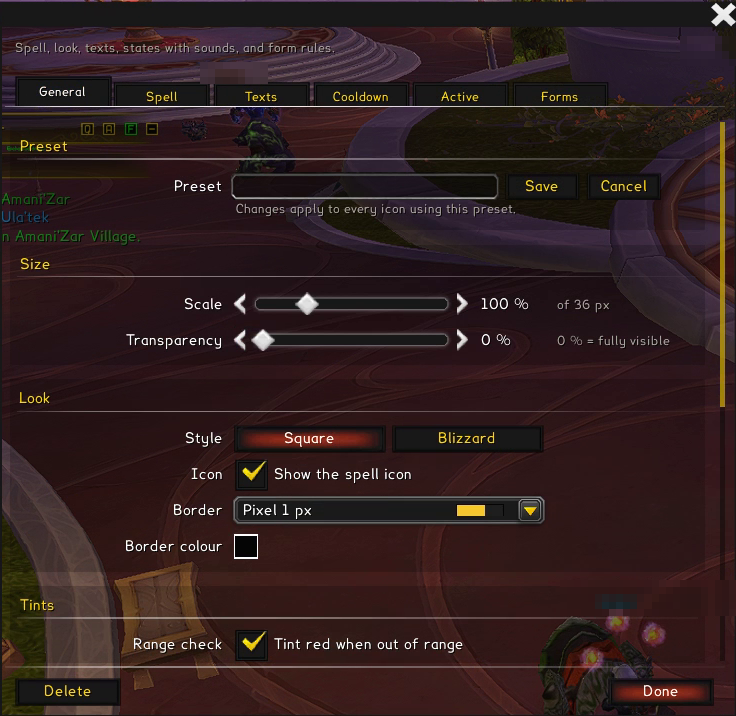 Spell, look, texts, states with sounds, and form rules.
General Spell Texts Cooldown Active Forms
Q A F
Preset
Preset Save Cancel
Changes apply to every icon using this preset.
Amani'Zar
Ula'tek
n Amani'Zar Village.
Size
Scale 100 % of 36 px
Transparency 0 % 0 % = fully visible
Look
Style Square Blizzard
Icon Show the spell icon
Border Pixel 1 px
Border colour
Tints
Range check Tint red when out of range
Delete Done